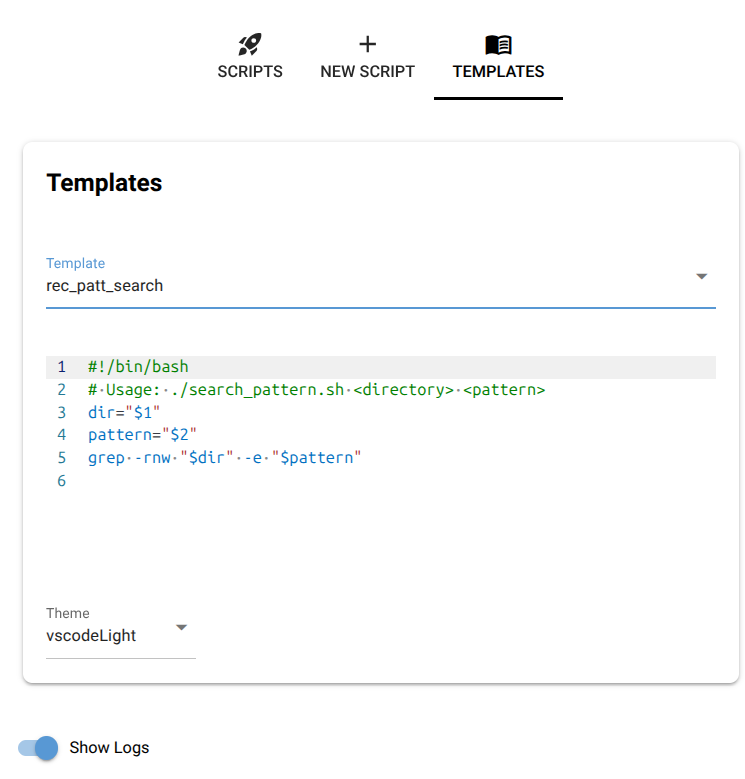 SCRIPTS NEW SCRIPT TEMPLATES
Templates
Template
rec_patt_search
1 #!/bin/bash
2 #·Usage:·./search_pattern.sh·<directory>·<pattern>
3 dir="$1"
4 pattern="$2"
5 grep·-rnw·"$dir"·-e·"$pattern"
6
Theme
vscodeLight
Show Logs